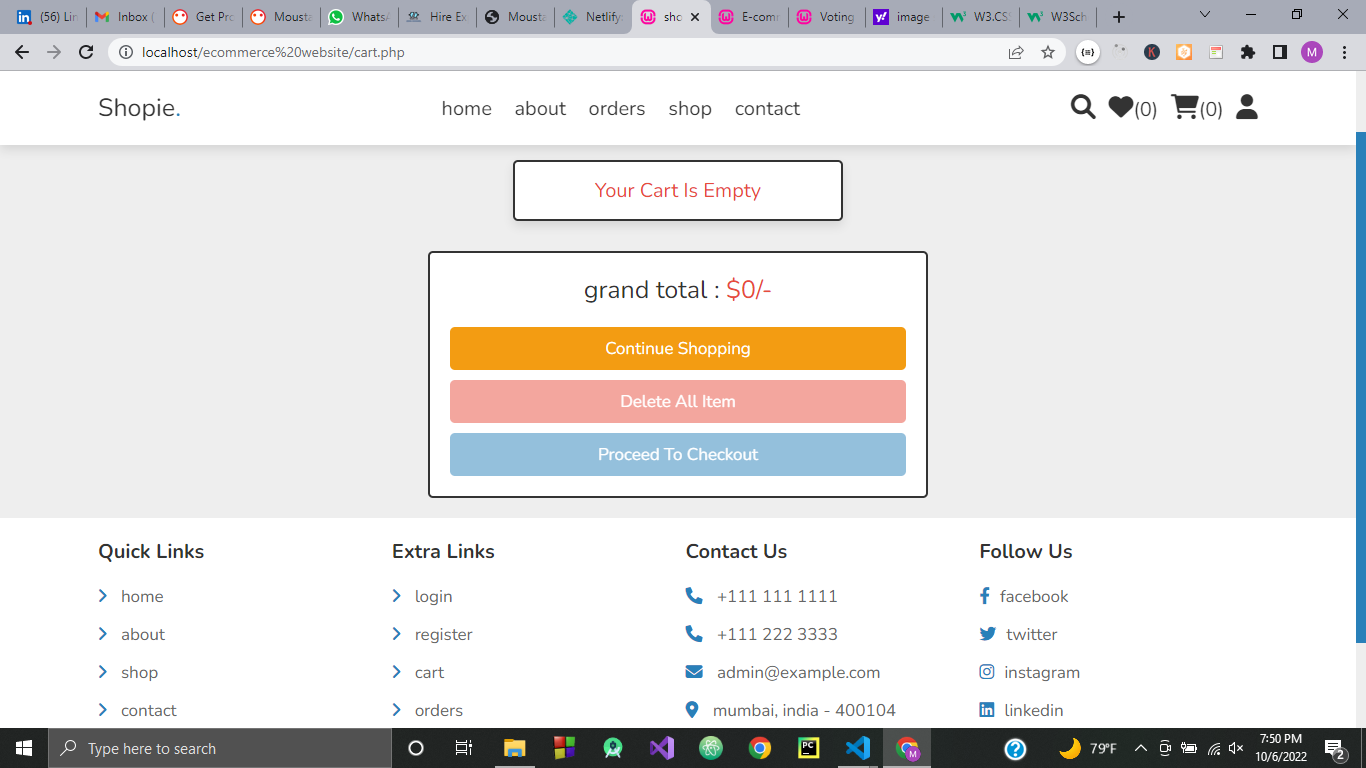 (56) Lin
Inbox (
Get Pro
Mousta
WhatsA
Hire Ex
Mousta
Netlify
sho
E-comm
Voting
image
W3.CSS
W3Sch
localhost/ecommerce%20website/cart.php
{=}
K
M
Shopie.
home about orders shop contact
(0) (0)
Your Cart Is Empty
grand total : $0/-
Continue Shopping
Delete All Item
Proceed To Checkout
Quick Links
home
about
shop
contact
Extra Links
login
register
cart
orders
Contact Us
+111 111 1111
+111 222 3333
admin@example.com
mumbai, india - 400104
Follow Us
facebook
twitter
instagram
linkedin
Type here to search
PC
M
79°F
7:50 PM
10/6/2022
2